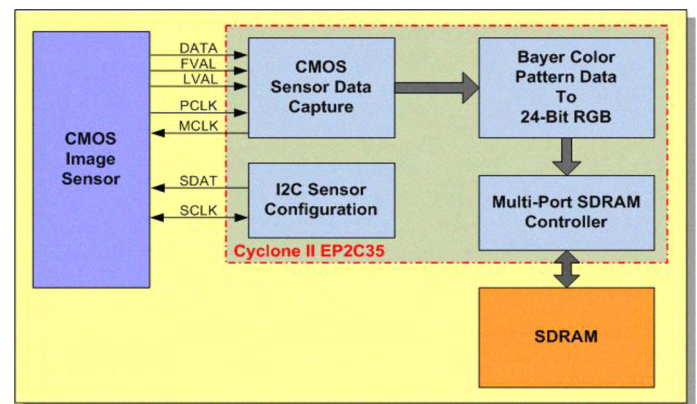 CMOS
Image
Sensor
DATA
FVAL
LVAL
PCLK
MCLK
SDAT
SCLK
CMOS
Sensor Data
Capture
I2C Sensor
Configuration
Cyclone II EP2C35
Bayer Color
Pattern Data
To
24-Bit RGB
Multi-Port SDRAM
Controller
SDRAM